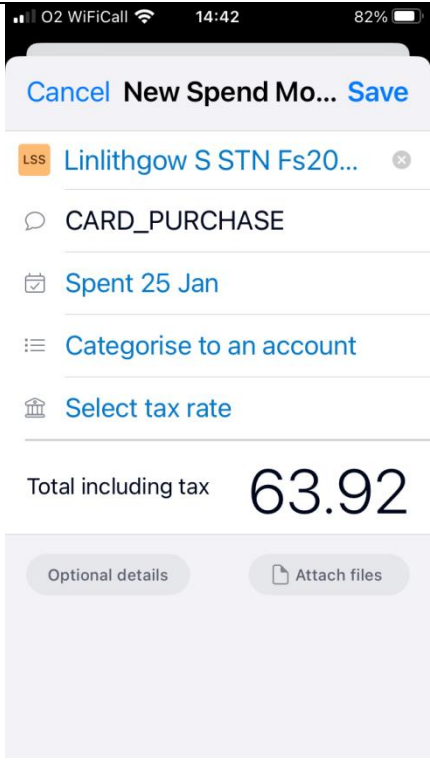 O2 WiFiCall 14:42 82%
Cancel New Spend Mo... Save
LSS Linlithgow S STN Fs20...
CARD_PURCHASE
Spent 25 Jan
Categorise to an account
Select tax rate
Total including tax 63.92
Optional details Attach files